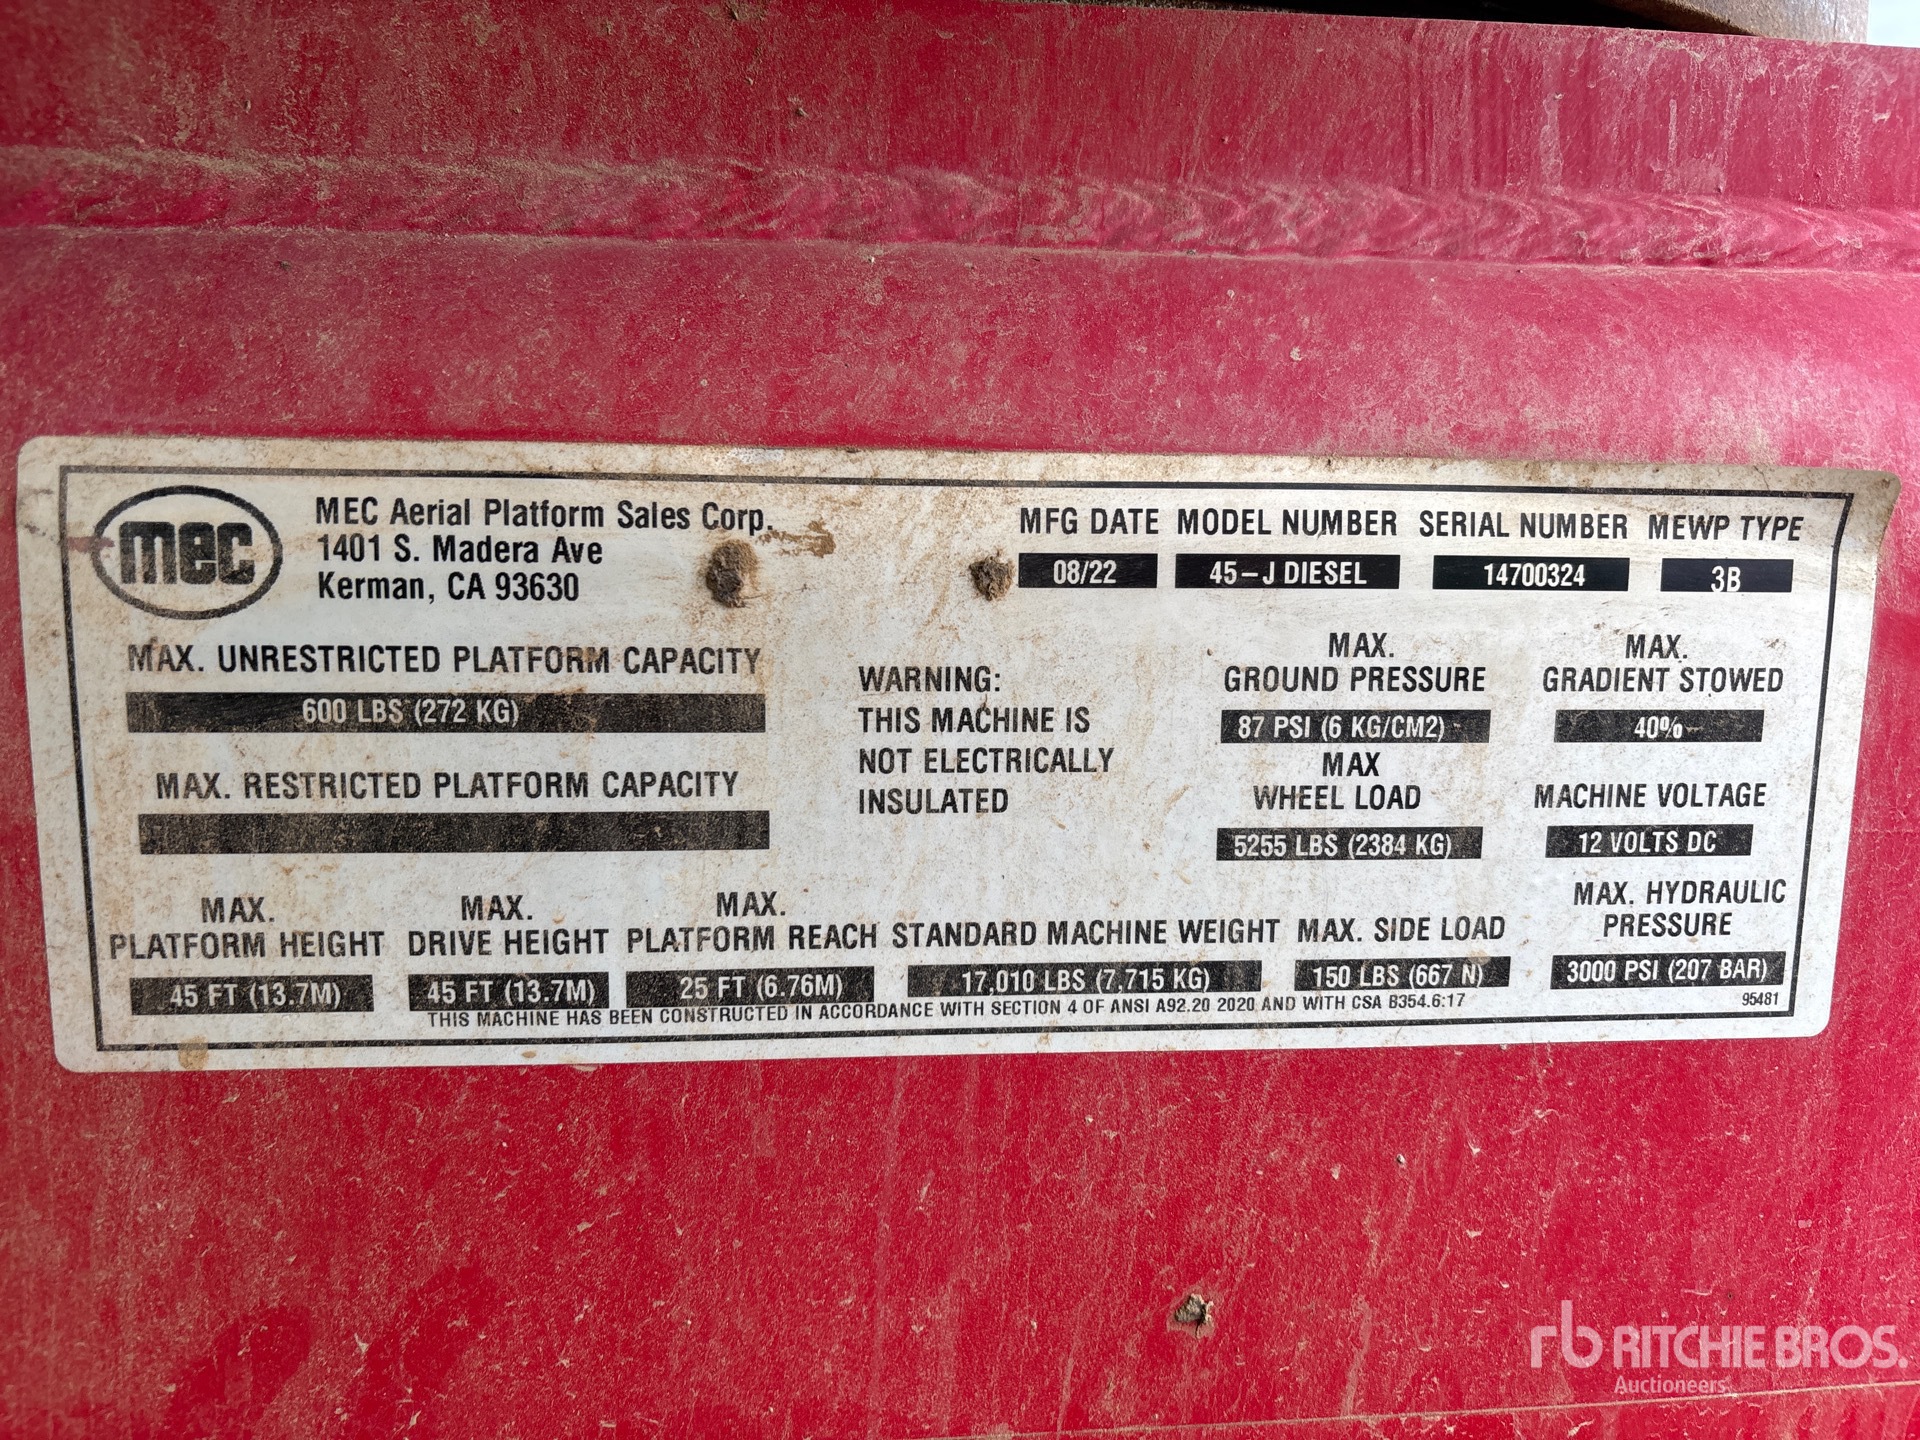 mec
MEC Aerial Platform Sales Corp.
1401 S. Madera Ave
Kerman, CA 93630
MFG DATE MODEL NUMBER SERIAL NUMBER MEWP TYPE
08/22 45-J DIESEL 14700324 3B
MAX. UNRESTRICTED PLATFORM CAPACITY
600 LBS (272 KG)
MAX. RESTRICTED PLATFORM CAPACITY
WARNING:
THIS MACHINE IS
NOT ELECTRICALLY
INSULATED
MAX.
GROUND PRESSURE
87 PSI (6 KG/CM2)
MAX
WHEEL LOAD
5255 LBS (2384 KG)
MAX.
GRADIENT STOWED
40%
MACHINE VOLTAGE
12 VOLTS DC
MAX.
PLATFORM HEIGHT
45 FT (13.7M)
MAX.
DRIVE HEIGHT
45 FT (13.7M)
MAX.
PLATFORM REACH
25 FT (6.76M)
STANDARD MACHINE WEIGHT
17,010 LBS (7,715 KG)
MAX. SIDE LOAD
150 LBS (667 N)
MAX. HYDRAULIC
PRESSURE
3000 PSI (207 BAR)
THIS MACHINE HAS BEEN CONSTRUCTED IN ACCORDANCE WITH SECTION 4 OF ANSI A92.20 2020 AND WITH CSA B354.6:17
95481
rb RITCHIE BROS.
Auctioneers